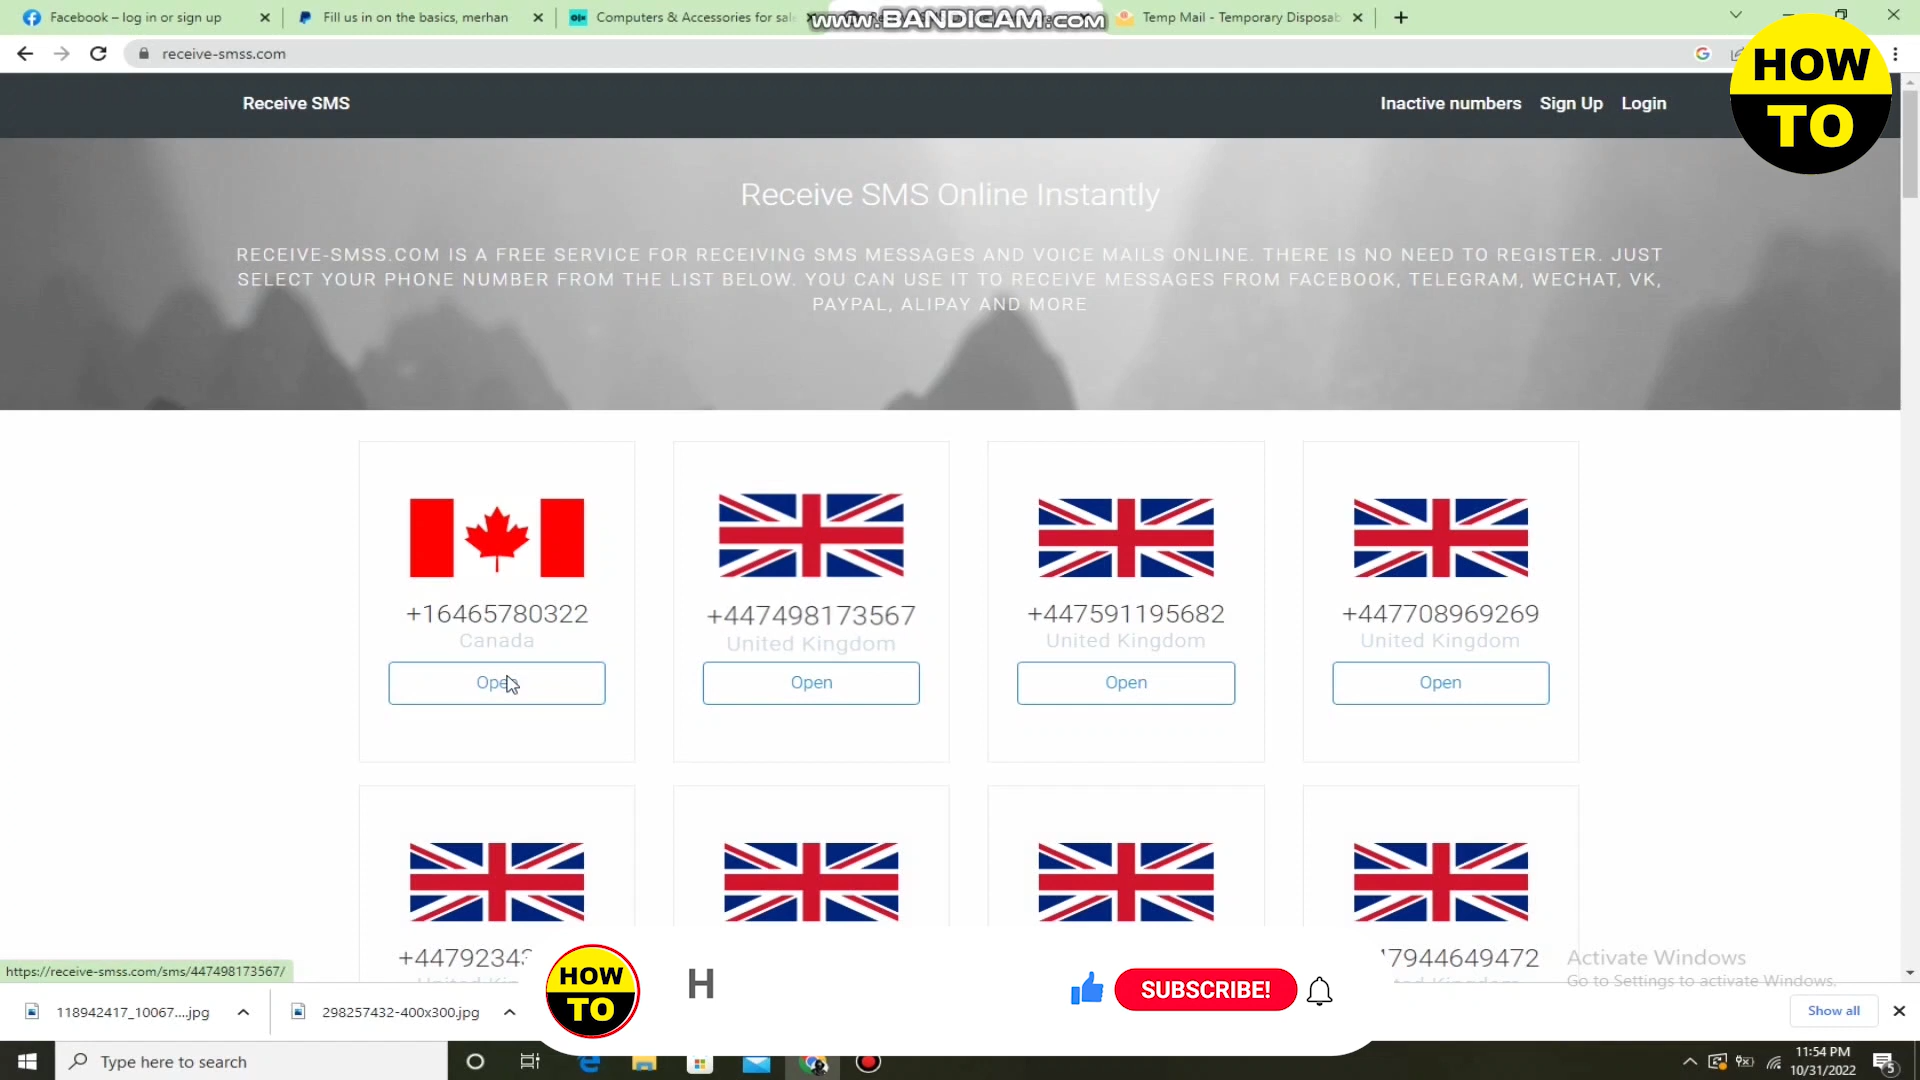 Facebook – log in or sign up
Fill us in on the basics, merhan
Computers & Accessories for sale
www.BANDICAM.com
Temp Mail - Temporary Disposab
receive-smss.com
HOW
TO
Receive SMS
Inactive numbers
Sign Up
Login
Receive SMS Online Instantly
RECEIVE-SMSS.COM IS A FREE SERVICE FOR RECEIVING SMS MESSAGES AND VOICE MAILS ONLINE. THERE IS NO NEED TO REGISTER. JUST
SELECT YOUR PHONE NUMBER FROM THE LIST BELOW. YOU CAN USE IT TO RECEIVE MESSAGES FROM FACEBOOK, TELEGRAM, WECHAT, VK,
PAYPAL, ALIPAY AND MORE
+16465780322
Canada
Open
+447498173567
United Kingdom
Open
+447591195682
United Kingdom
Open
+447708969269
United Kingdom
Open
+4479234
7944649472
Activate Windows
Go to Settings to activate Windows.
https://receive-smss.com/sms/447498173567/
HOW
TO
H
SUBSCRIBE!
118942417_10067....jpg
298257432-400x300.jpg
Show all
Type here to search
11:54 PM
10/31/2022
5